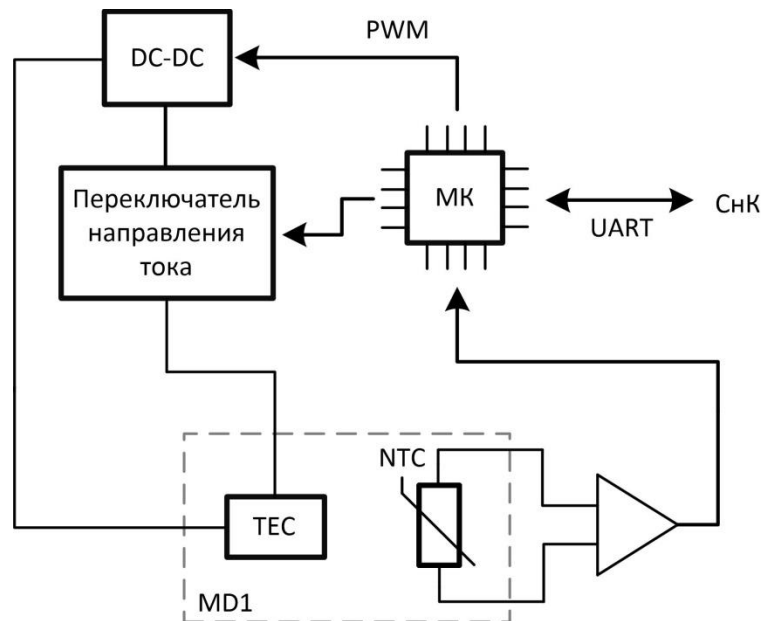 PWM
DC-DC
Переключатель
направления
тока
МК
UART
СнК
NTC
TEC
MD1